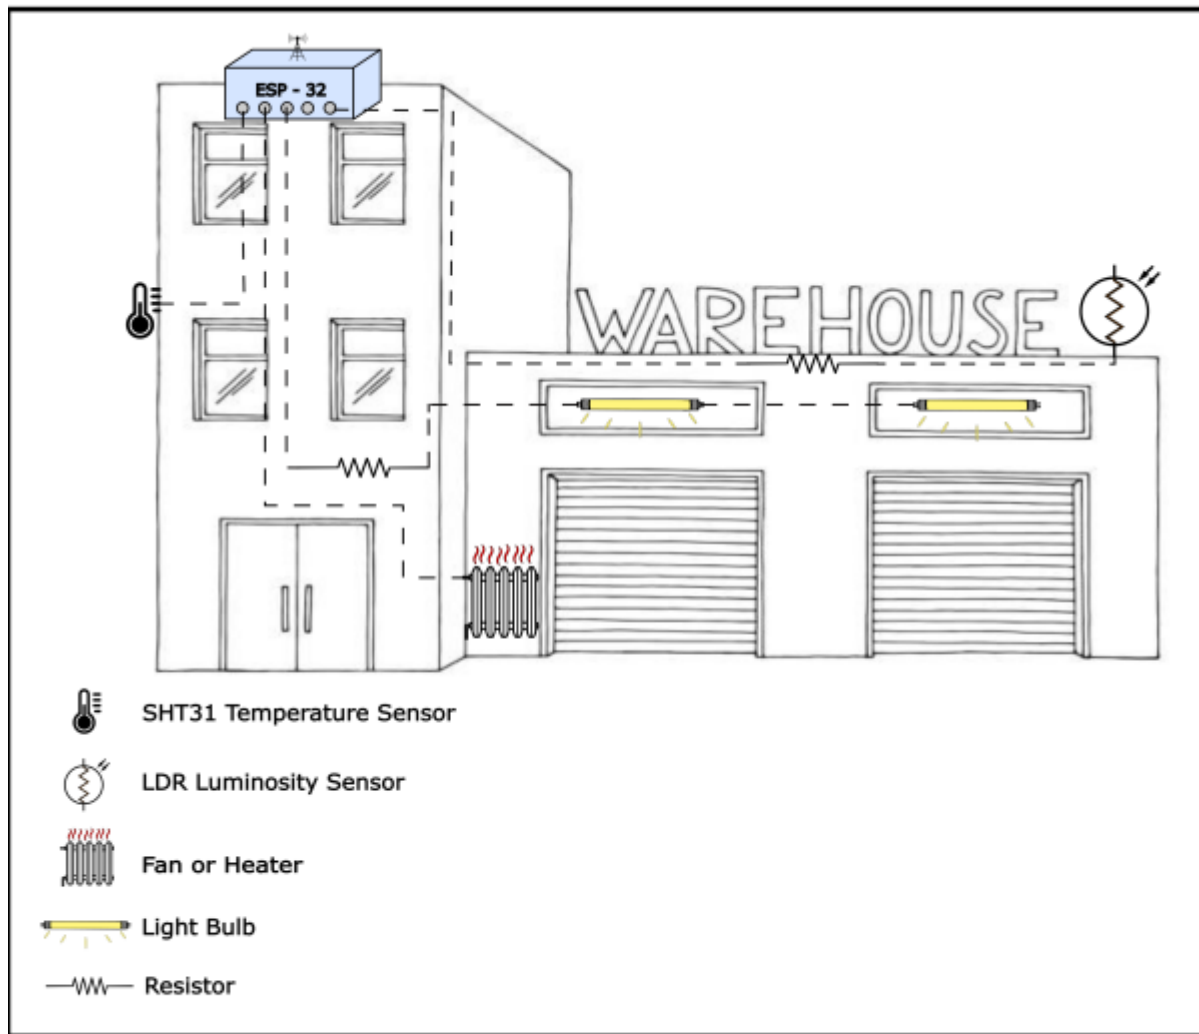 ESP - 32
WAREHOUSE
SHT31 Temperature Sensor
LDR Luminosity Sensor
Fan or Heater
Light Bulb
Resistor